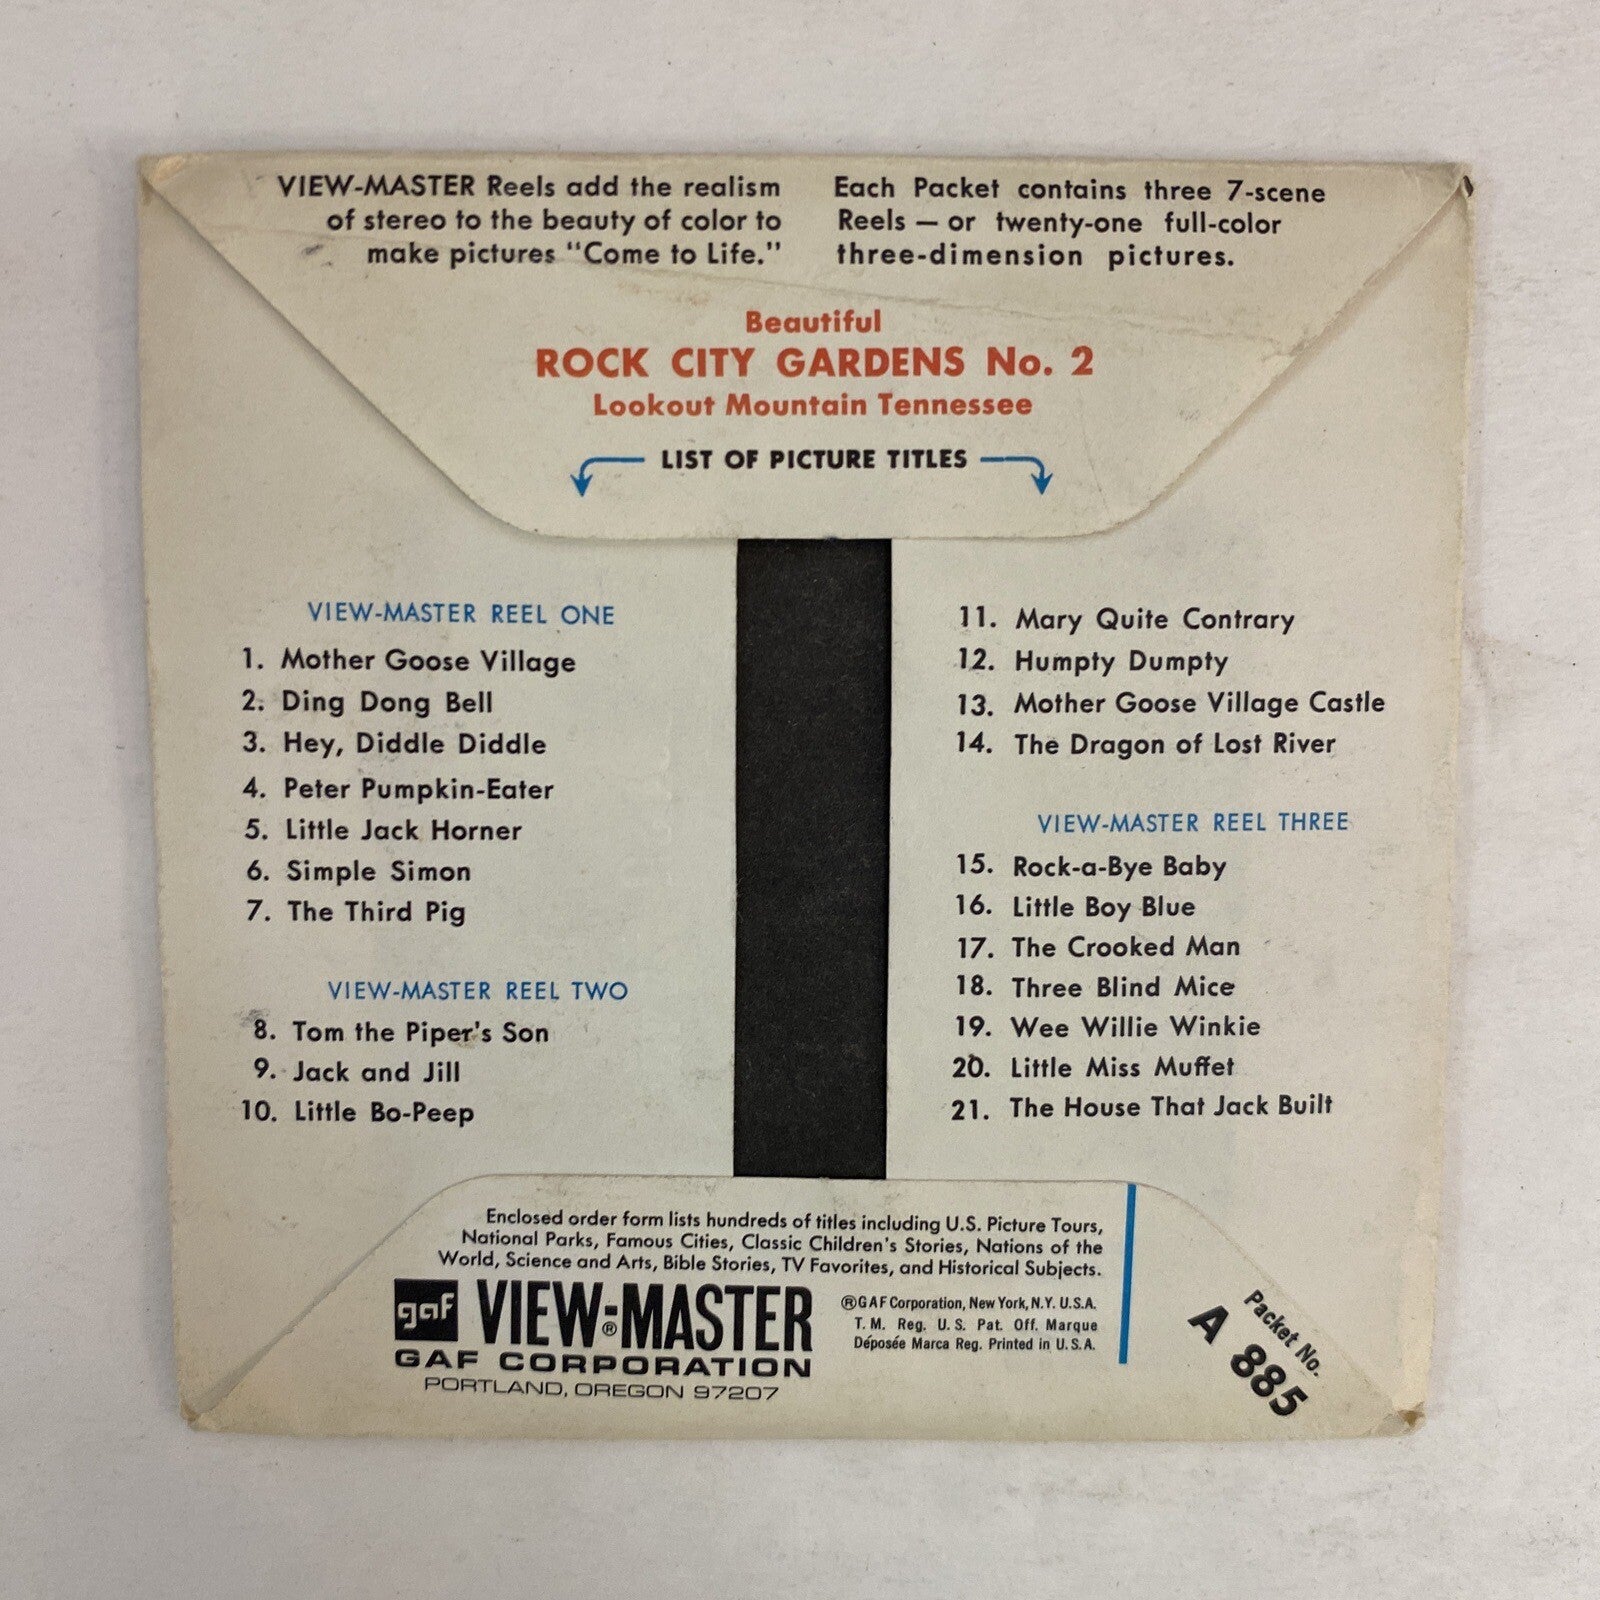 VIEW-MASTER Reels add the realism
of stereo to the beauty of color to
make pictures "Come to Life."
Each Packet contains three 7-scene
Reels — or twenty-one full-color
three-dimension pictures.
Beautiful
ROCK CITY GARDENS No. 2
Lookout Mountain Tennessee
LIST OF PICTURE TITLES
VIEW-MASTER REEL ONE
1. Mother Goose Village
2. Ding Dong Bell
3. Hey, Diddle Diddle
4. Peter Pumpkin-Eater
5. Little Jack Horner
6. Simple Simon
7. The Third Pig
VIEW-MASTER REEL TWO
8. Tom the Piper's Son
9. Jack and Jill
10. Little Bo-Peep
11. Mary Quite Contrary
12. Humpty Dumpty
13. Mother Goose Village Castle
14. The Dragon of Lost River
VIEW-MASTER REEL THREE
15. Rock-a-Bye Baby
16. Little Boy Blue
17. The Crooked Man
18. Three Blind Mice
19. Wee Willie Winkie
20. Little Miss Muffet
21. The House That Jack Built
Enclosed order form lists hundreds of titles including U.S. Picture Tours,
National Parks, Famous Cities, Classic Children's Stories, Nations of the
World, Science and Arts, Bible Stories, TV Favorites, and Historical Subjects.
gaf VIEW-MASTER®
GAF CORPORATION
PORTLAND, OREGON 97207
®GAF Corporation, New York, N.Y. U.S.A.
T. M. Reg. U. S. Pat. Off. Marque
Déposée Marca Reg. Printed in U. S. A.
Packet No.
A 885